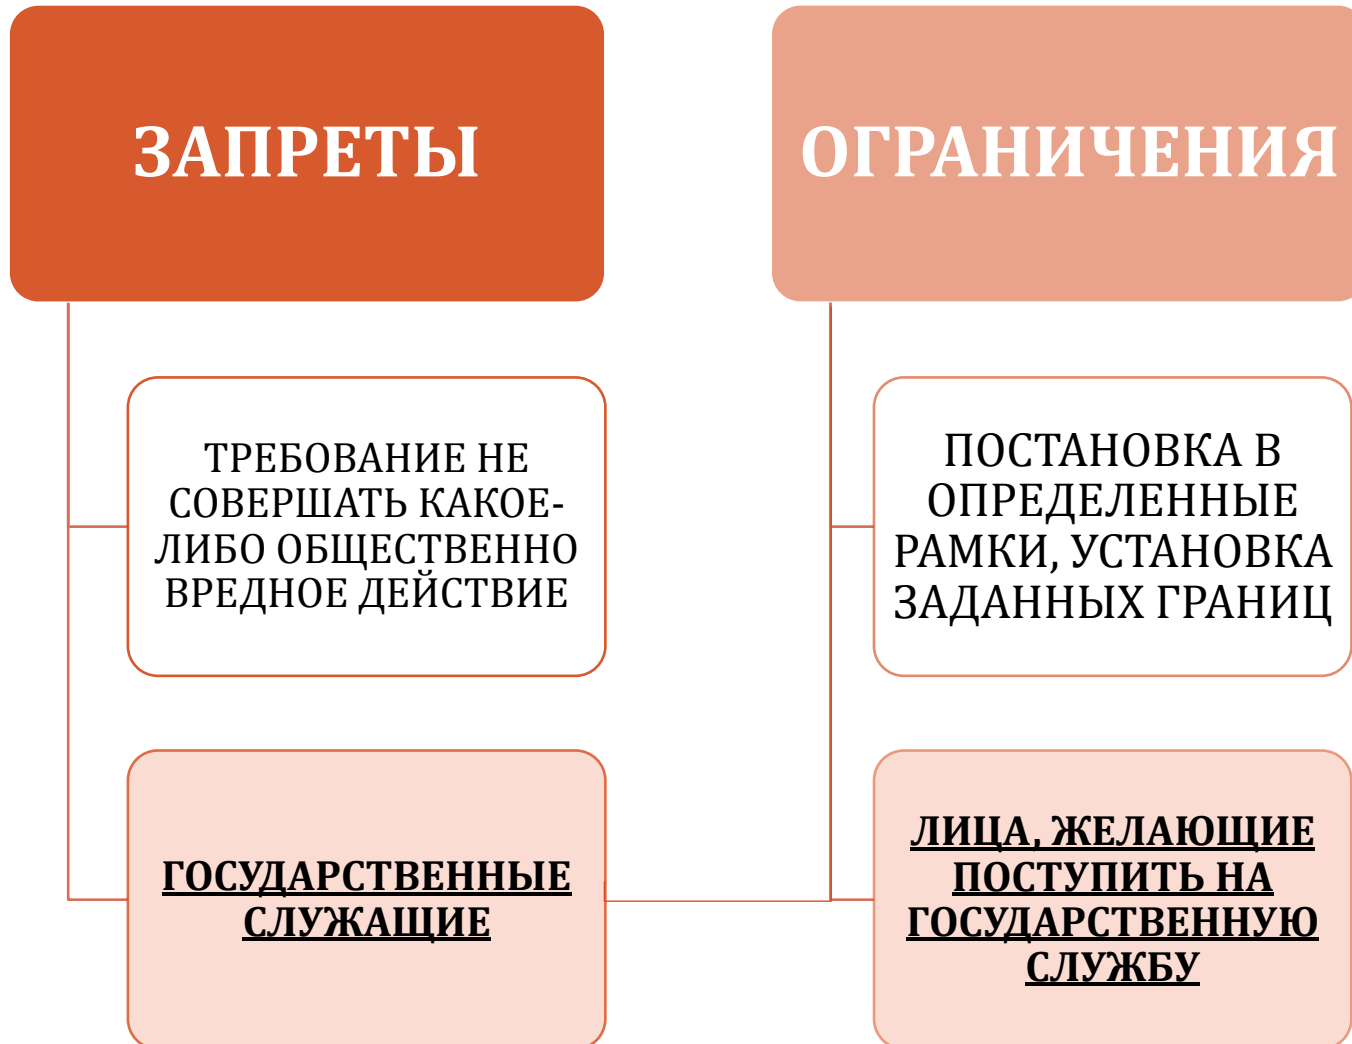 ЗАПРЕТЫ
ТРЕБОВАНИЕ НЕ
СОВЕРШАТЬ КАКОЕ-
ЛИБО ОБЩЕСТВЕННО
ВРЕДНОЕ ДЕЙСТВИЕ
ГОСУДАРСТВЕННЫЕ
СЛУЖАЩИЕ
ОГРАНИЧЕНИЯ
ПОСТАНОВКА В
ОПРЕДЕЛЕННЫЕ
РАМКИ, УСТАНОВКА
ЗАДАННЫХ ГРАНИЦ
ЛИЦА, ЖЕЛАЮЩИЕ
ПОСТУПИТЬ НА
ГОСУДАРСТВЕННУЮ
СЛУЖБУ